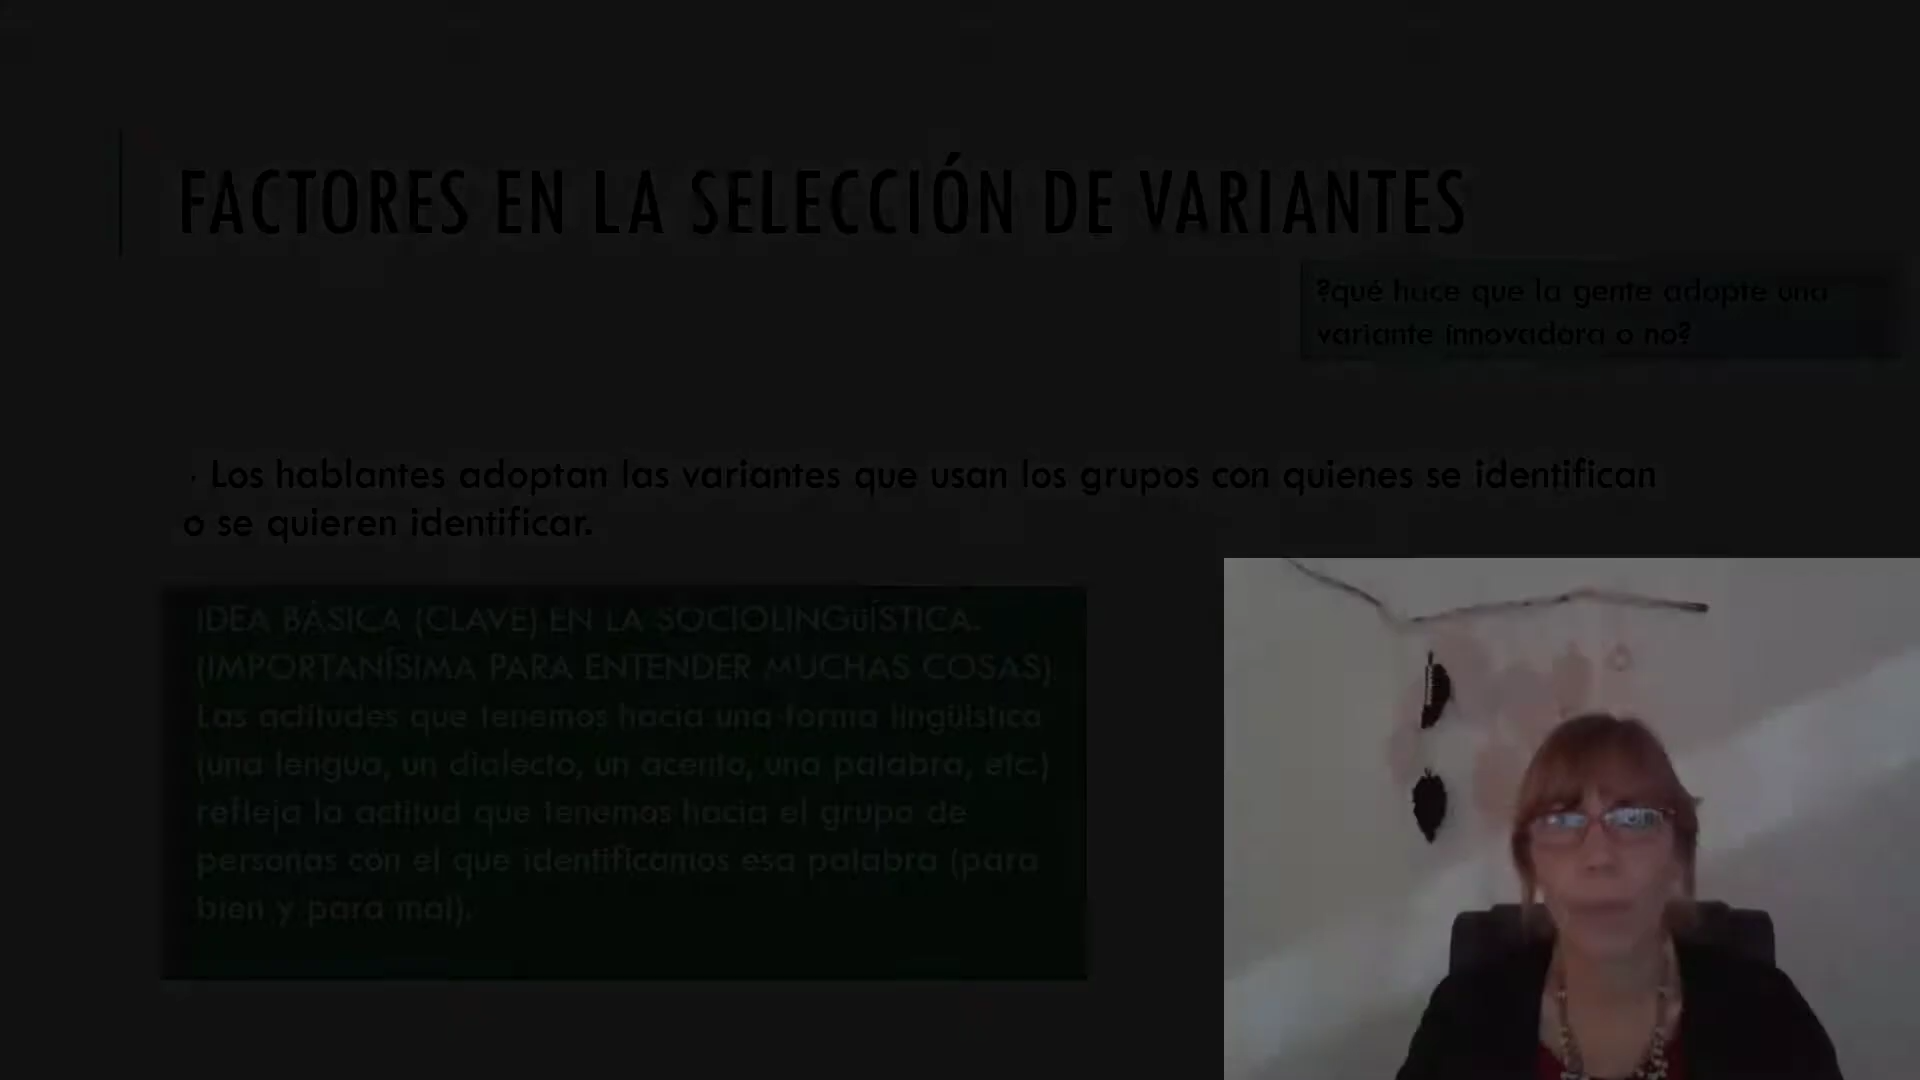 FACTORES EN LA SELECCIÓN DE VARIANTES
?qué hace que la gente adopte una
variante innovadora o no?
· Los hablantes adoptan las variantes que usan los grupos con quienes se identifican
o se quieren identificar.
IDEA BÁSICA (CLAVE) EN LA SOCIOLINGüÍSTICA.
(IMPORTANÍSIMA PARA ENTENDER MUCHAS COSAS)
Las actitudes que tenemos hacia una forma lingüística
(una lengua, un dialecto, un acento, una palabra, etc.)
refleja la actitud que tenemos hacia el grupo de
personas con el que identificamos esa palabra (para
bien y para mal).